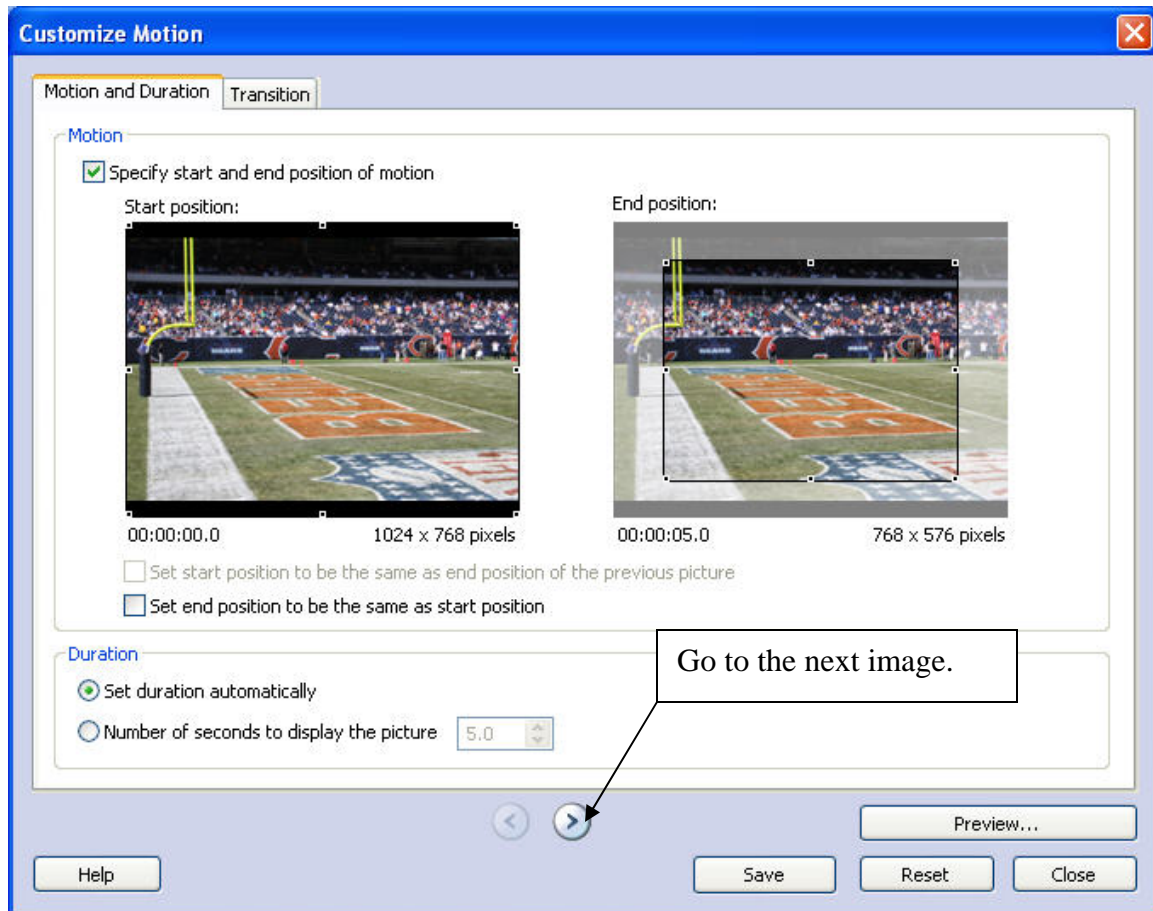 Customize Motion
Motion and Duration
Transition
Motion
Specify start and end position of motion
Start position:
End position:
00:00:00.0
1024 x 768 pixels
00:00:05.0
768 x 576 pixels
Set start position to be the same as end position of the previous picture
Set end position to be the same as start position
Duration
Go to the next image.
Set duration automatically
Number of seconds to display the picture
5.0
Preview...
Help
Save
Reset
Close